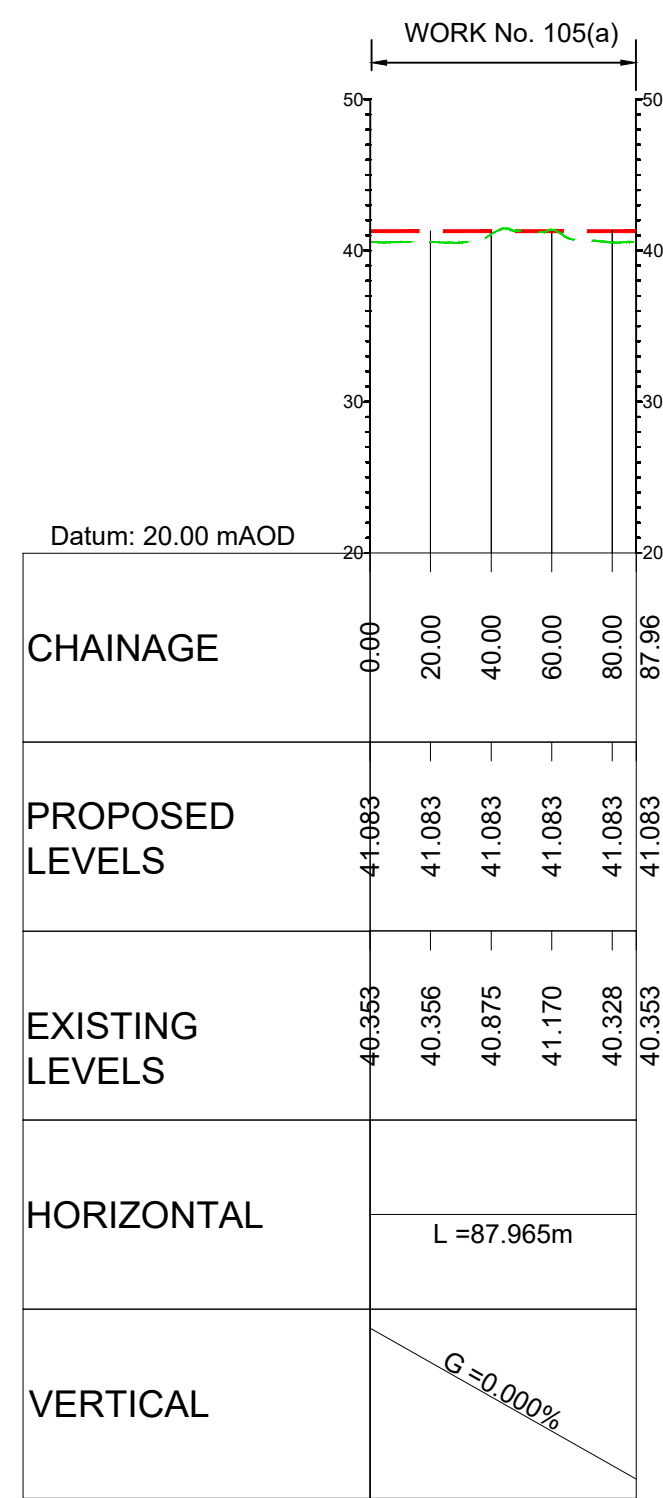 WORK No. 105(a)
50 50
40 40
30 30
Datum: 20.00 mAOD
20 20
CHAINAGE 0.00 20.00 40.00 60.00 80.00 87.96
PROPOSED
LEVELS
41.083 41.083 41.083 41.083 41.083 41.083
EXISTING
LEVELS
40.353 40.356 40.875 41.170 40.328 40.353
HORIZONTAL
L =87.965m
VERTICAL
G =0.000%